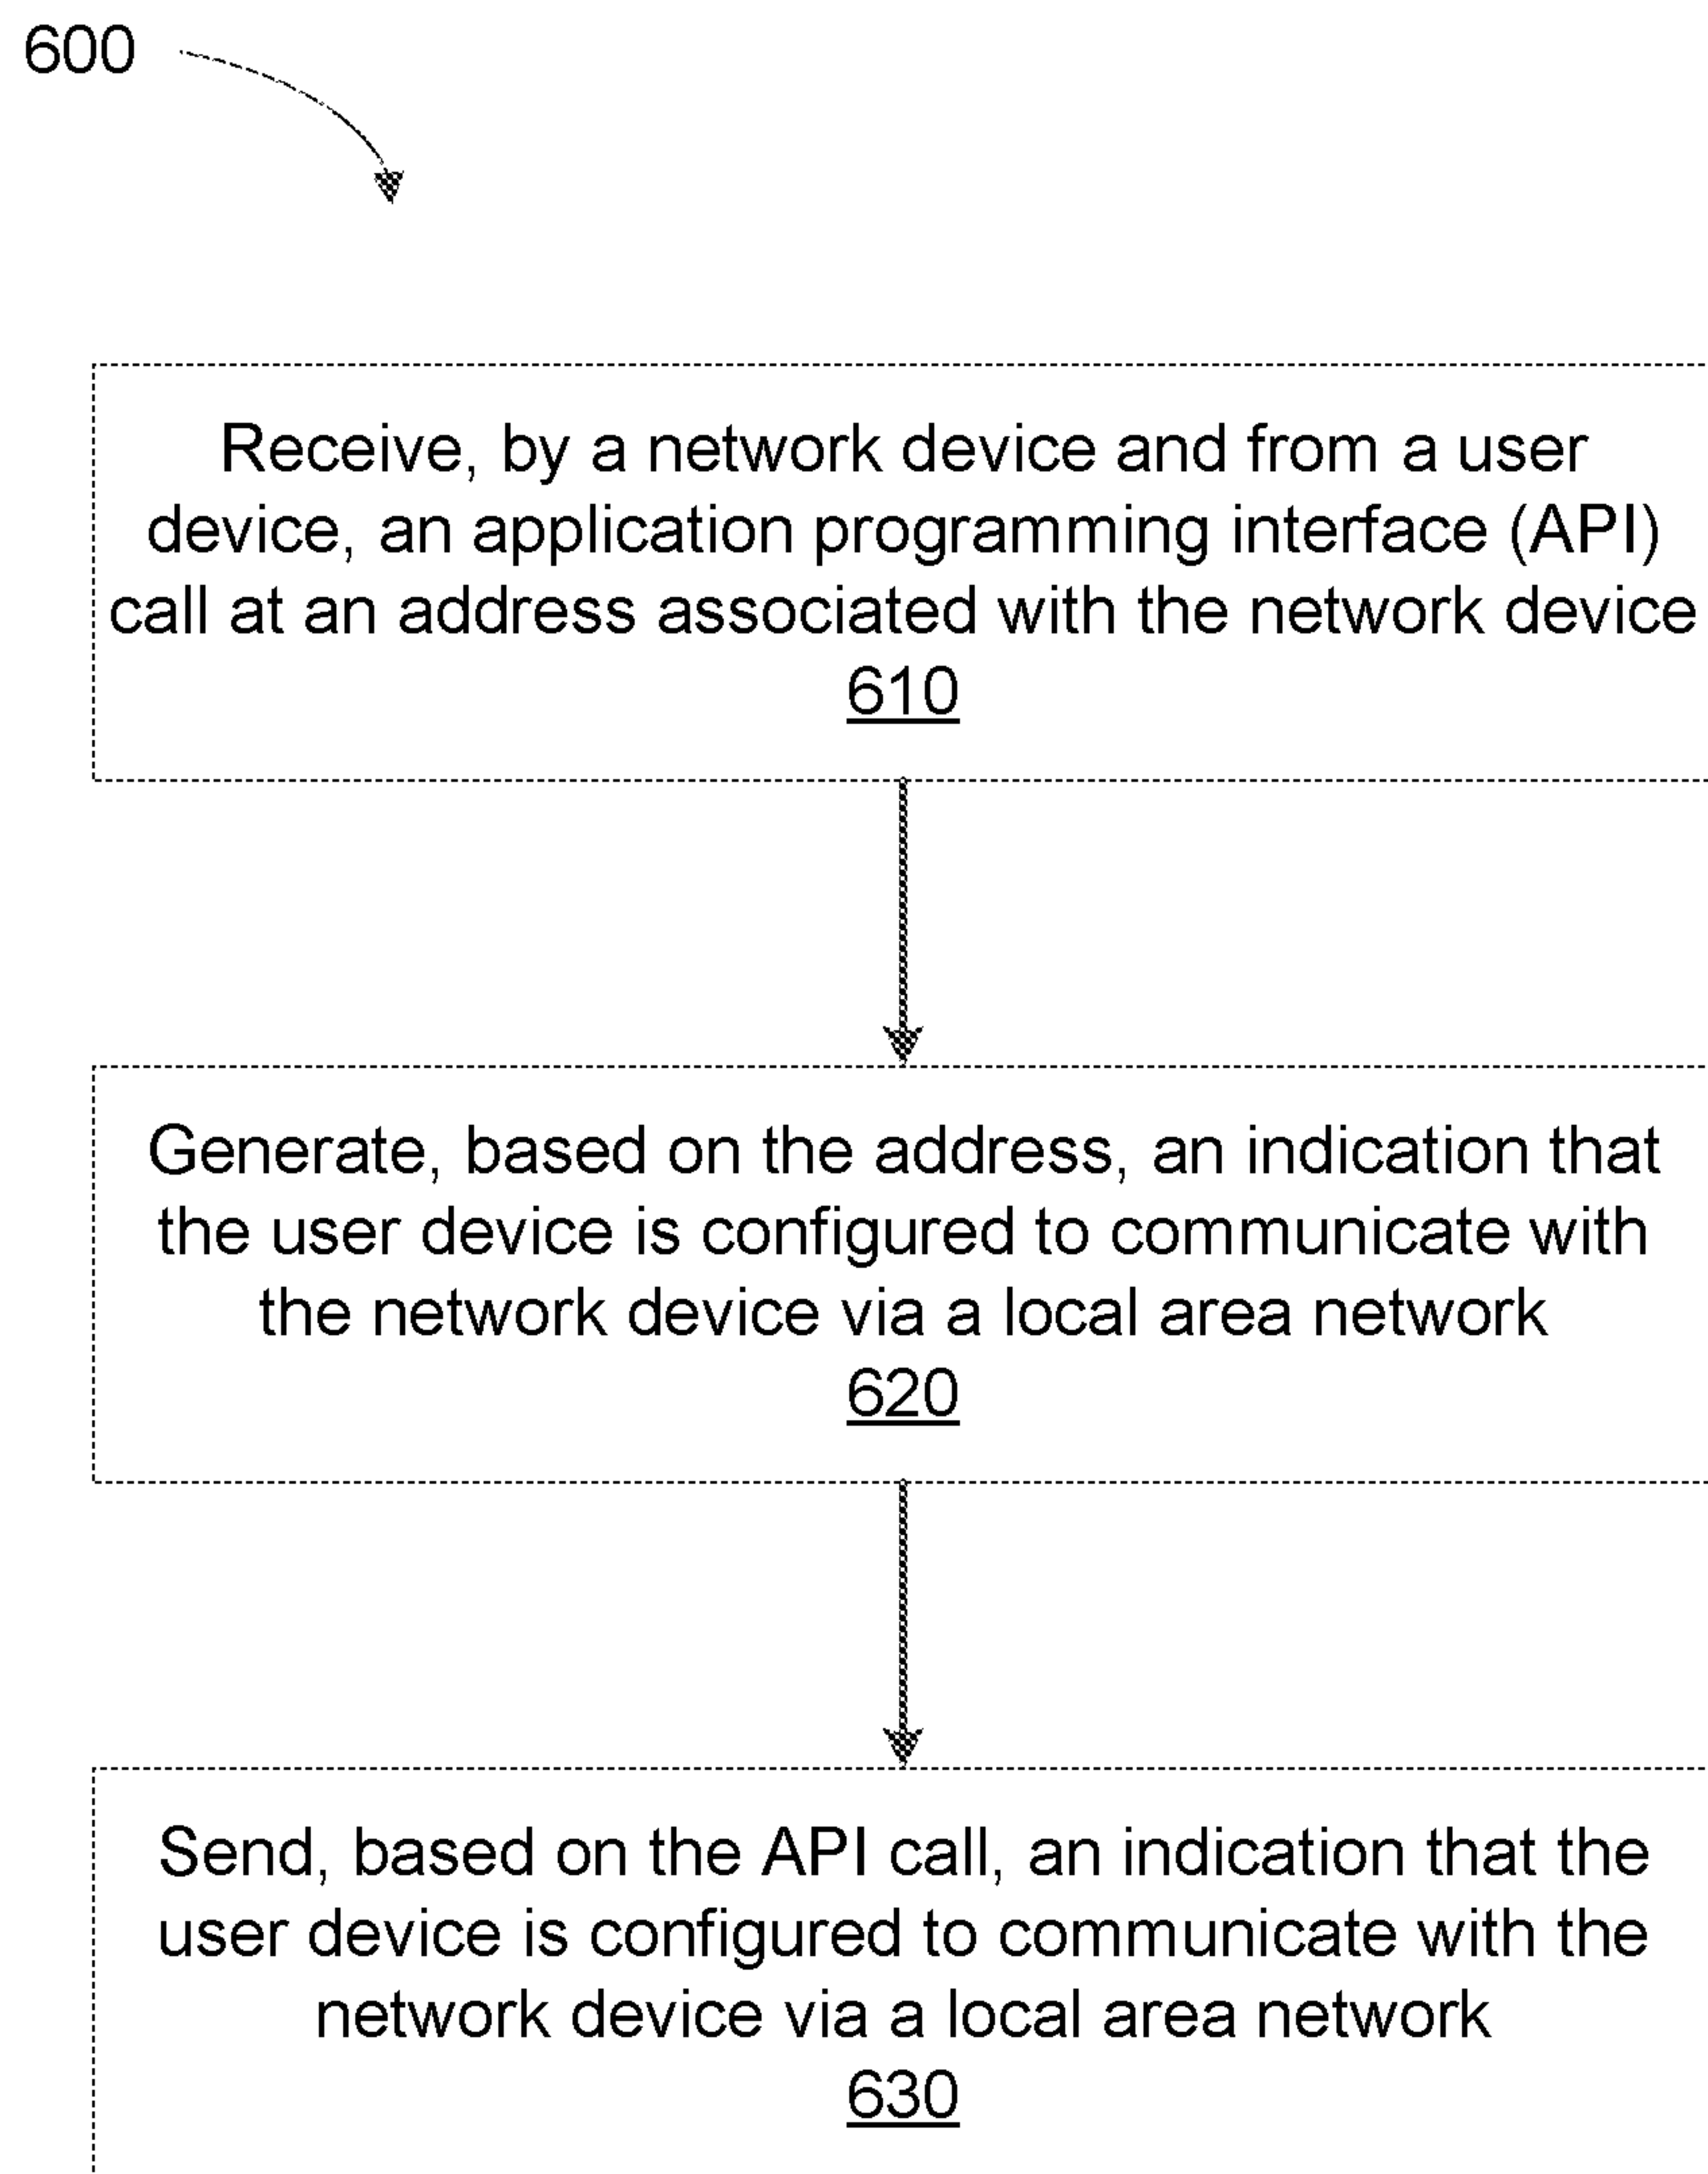 600
Receive, by a network device and from a user
device, an application programming interface (API)
call at an address associated with the network device
610
Generate, based on the address, an indication that
the user device is configured to communicate with
the network device via a local area network
620
Send, based on the API call, an indication that the
user device is configured to communicate with the
network device via a local area network
630